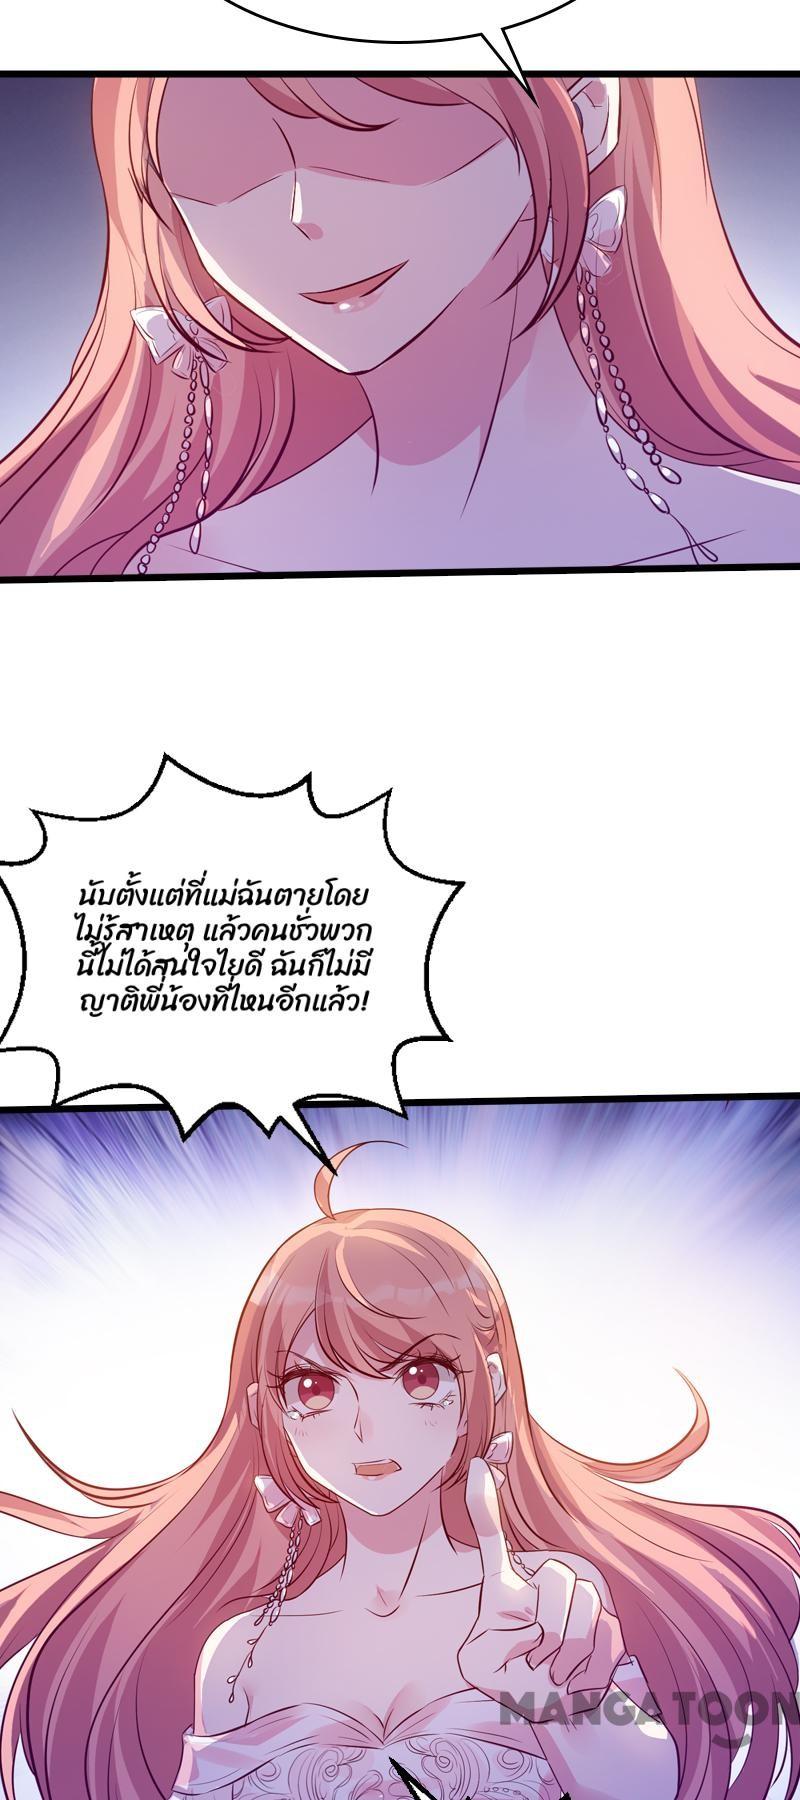 นับตั้งแต่ที่แม่ฉันตายโดย
ไม่รู้สาเหตุ แล้วคนชั่วพวก
นี้ไม่ได้สนใจไยดี ฉันก็ไม่มี
ญาติพี่น้องที่ไหนอีกแล้ว!
MANGATOON